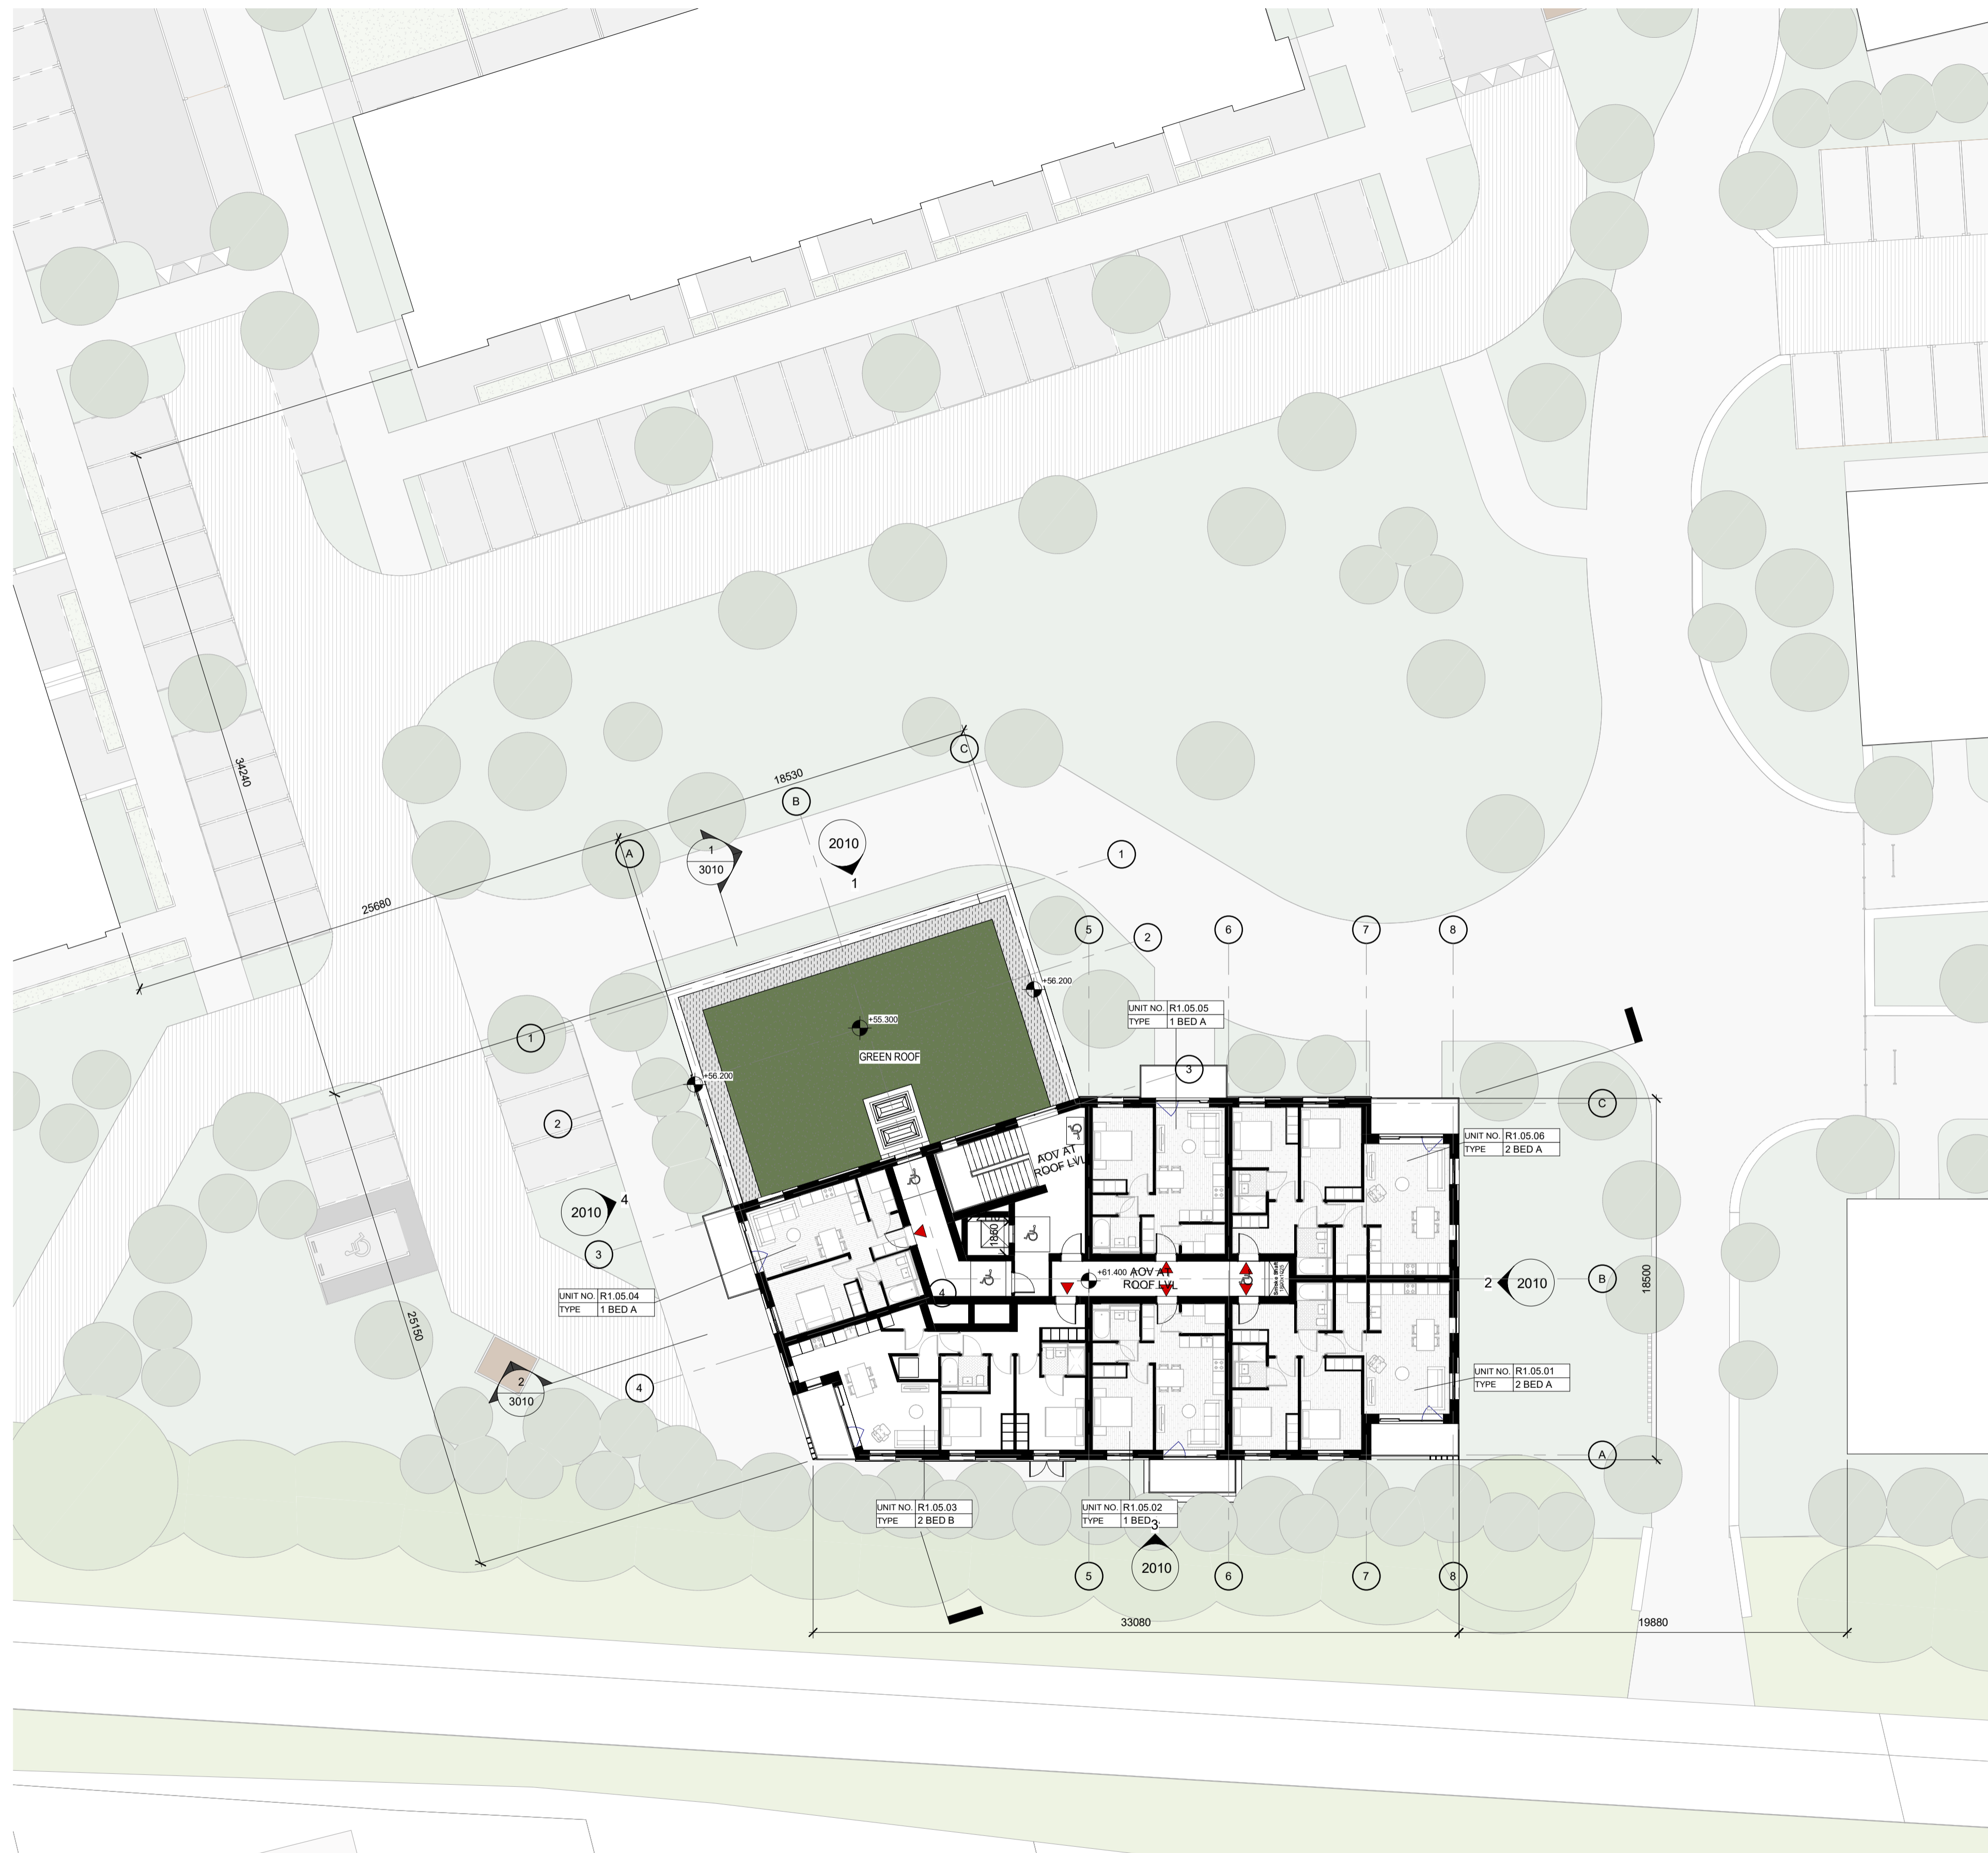 C
34240
18530
B
2010
1
A
1
3010
1
25680
5
6
7
8
2
+56.200
UNIT NO. R1.05.05
TYPE 1 BED A
+55.300
1
GREEN ROOF
3
+56.200
C
2
AOV AT
ROOF LVL
UNIT NO. R1.05.06
TYPE 2 BED A
4
2010
1850
3
+61.400 AOV AT
ROOF LVL
2 2010
B
18500
4
UNIT NO. R1.05.04
TYPE 1 BED A
25150
2
3010
4
UNIT NO. R1.05.01
TYPE 2 BED A
A
UNIT NO. R1.05.03
TYPE 2 BED B
UNIT NO. R1.05.02
TYPE 1 BED
3
2010
5
6
7
8
33080
19880